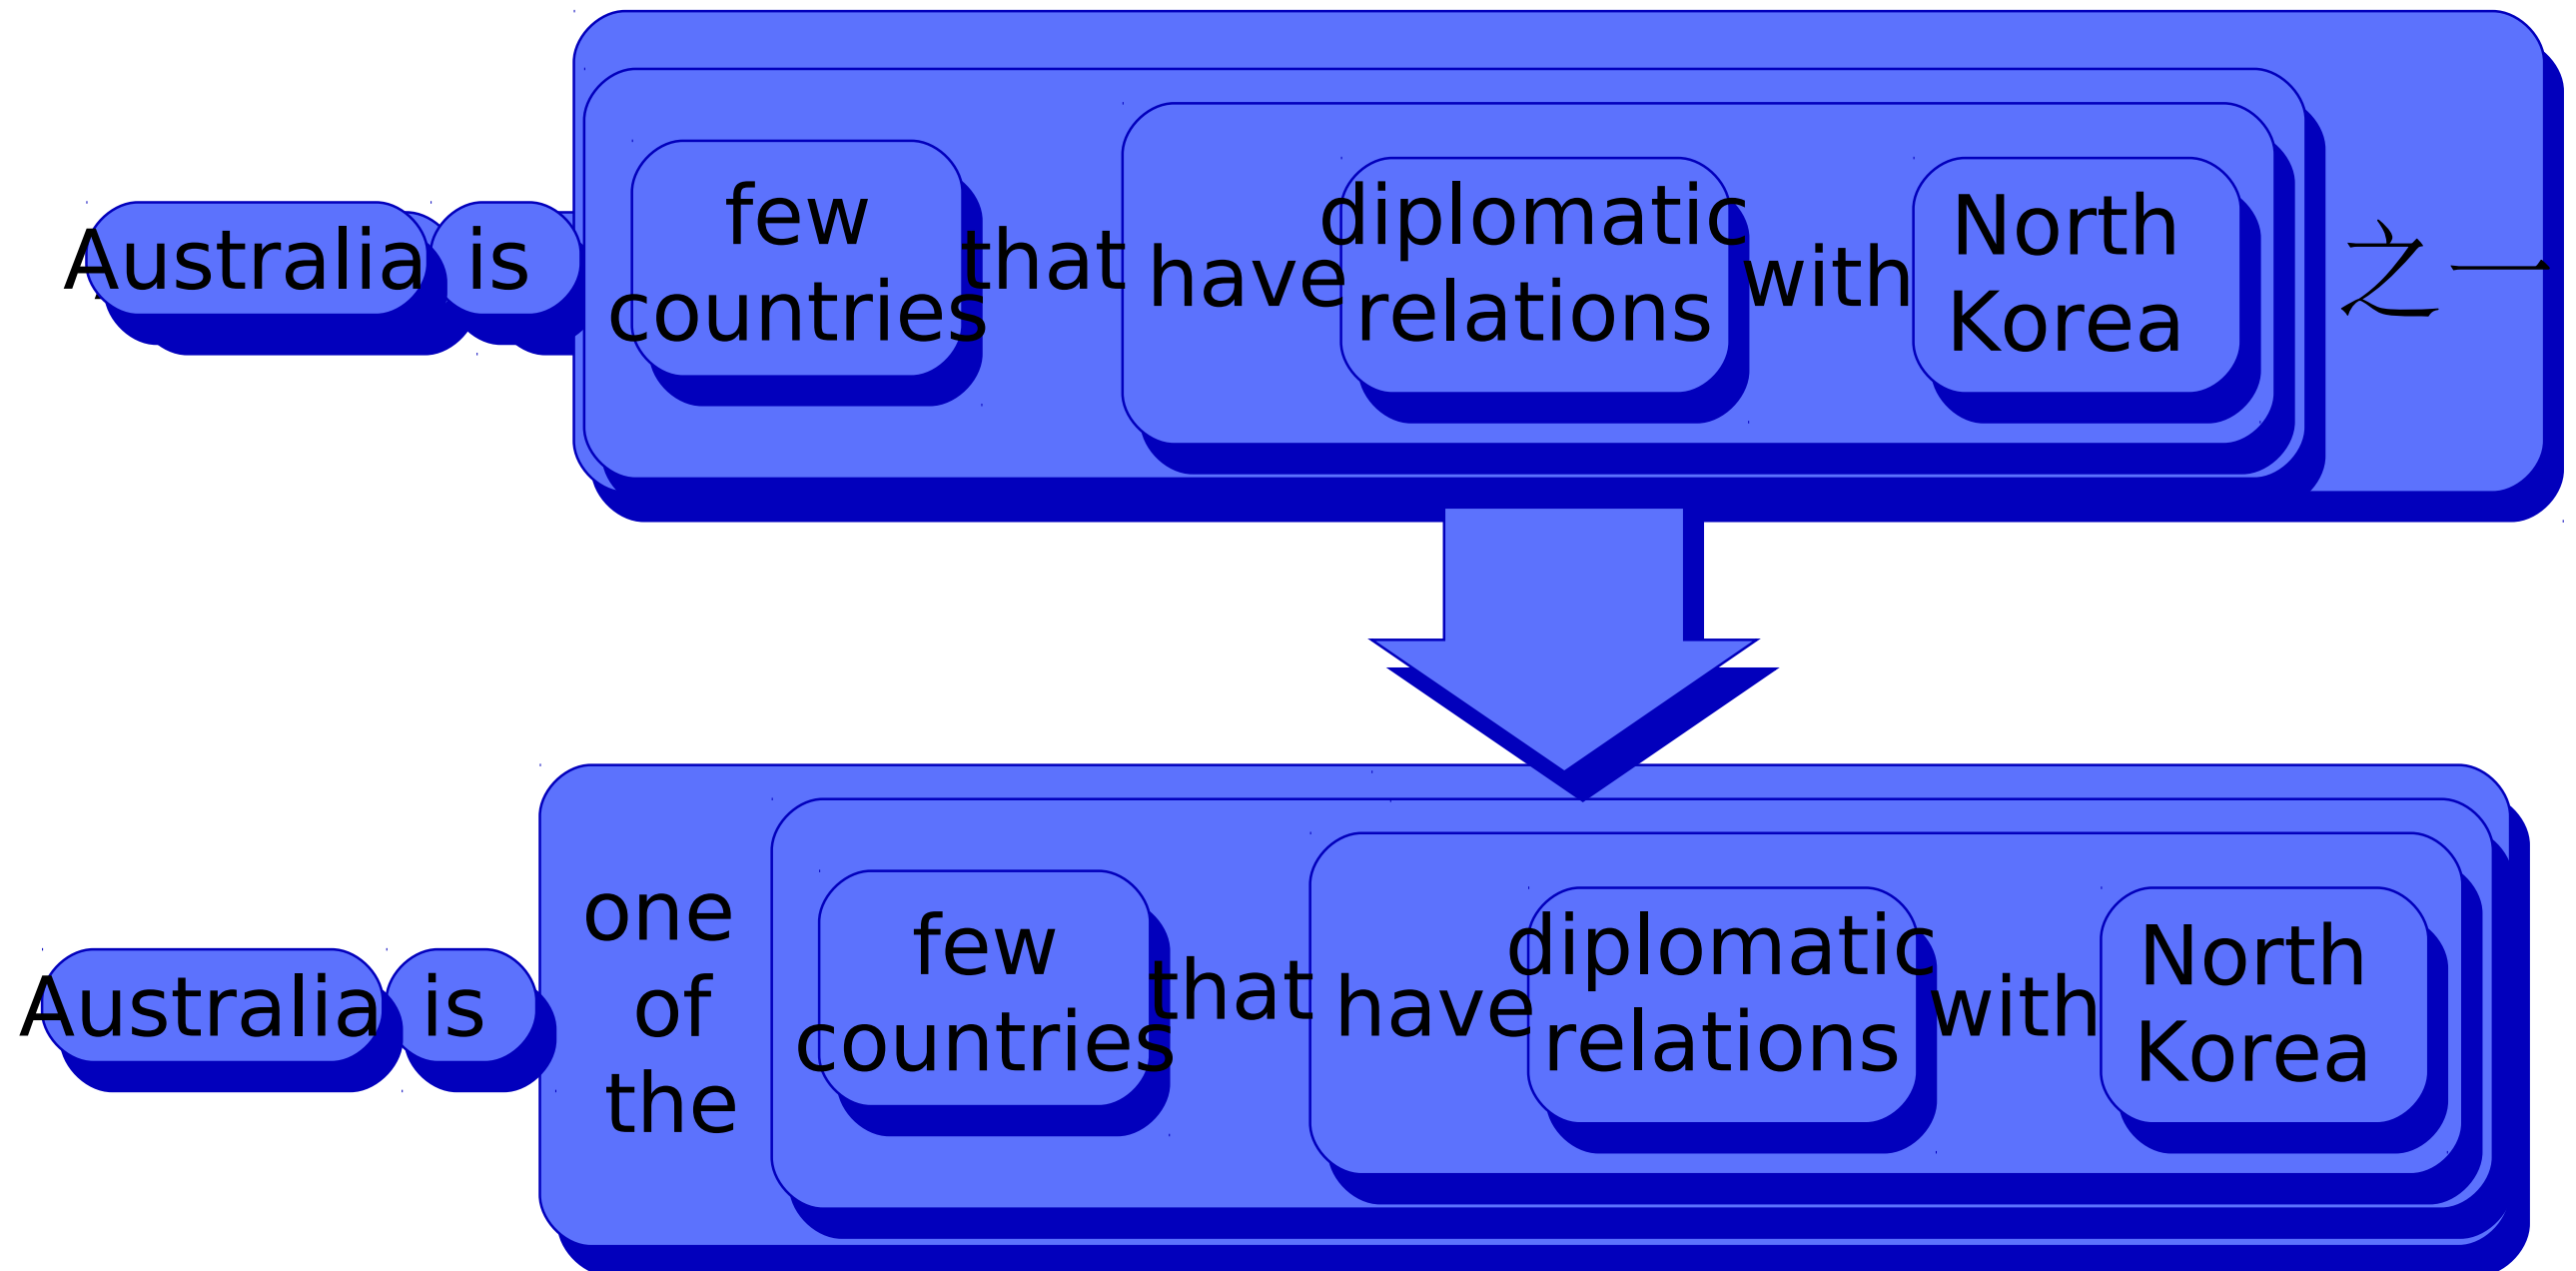 Australia is few countries that have diplomatic relations with North Korea 之一
Australia is one of the few countries that have diplomatic relations with North Korea